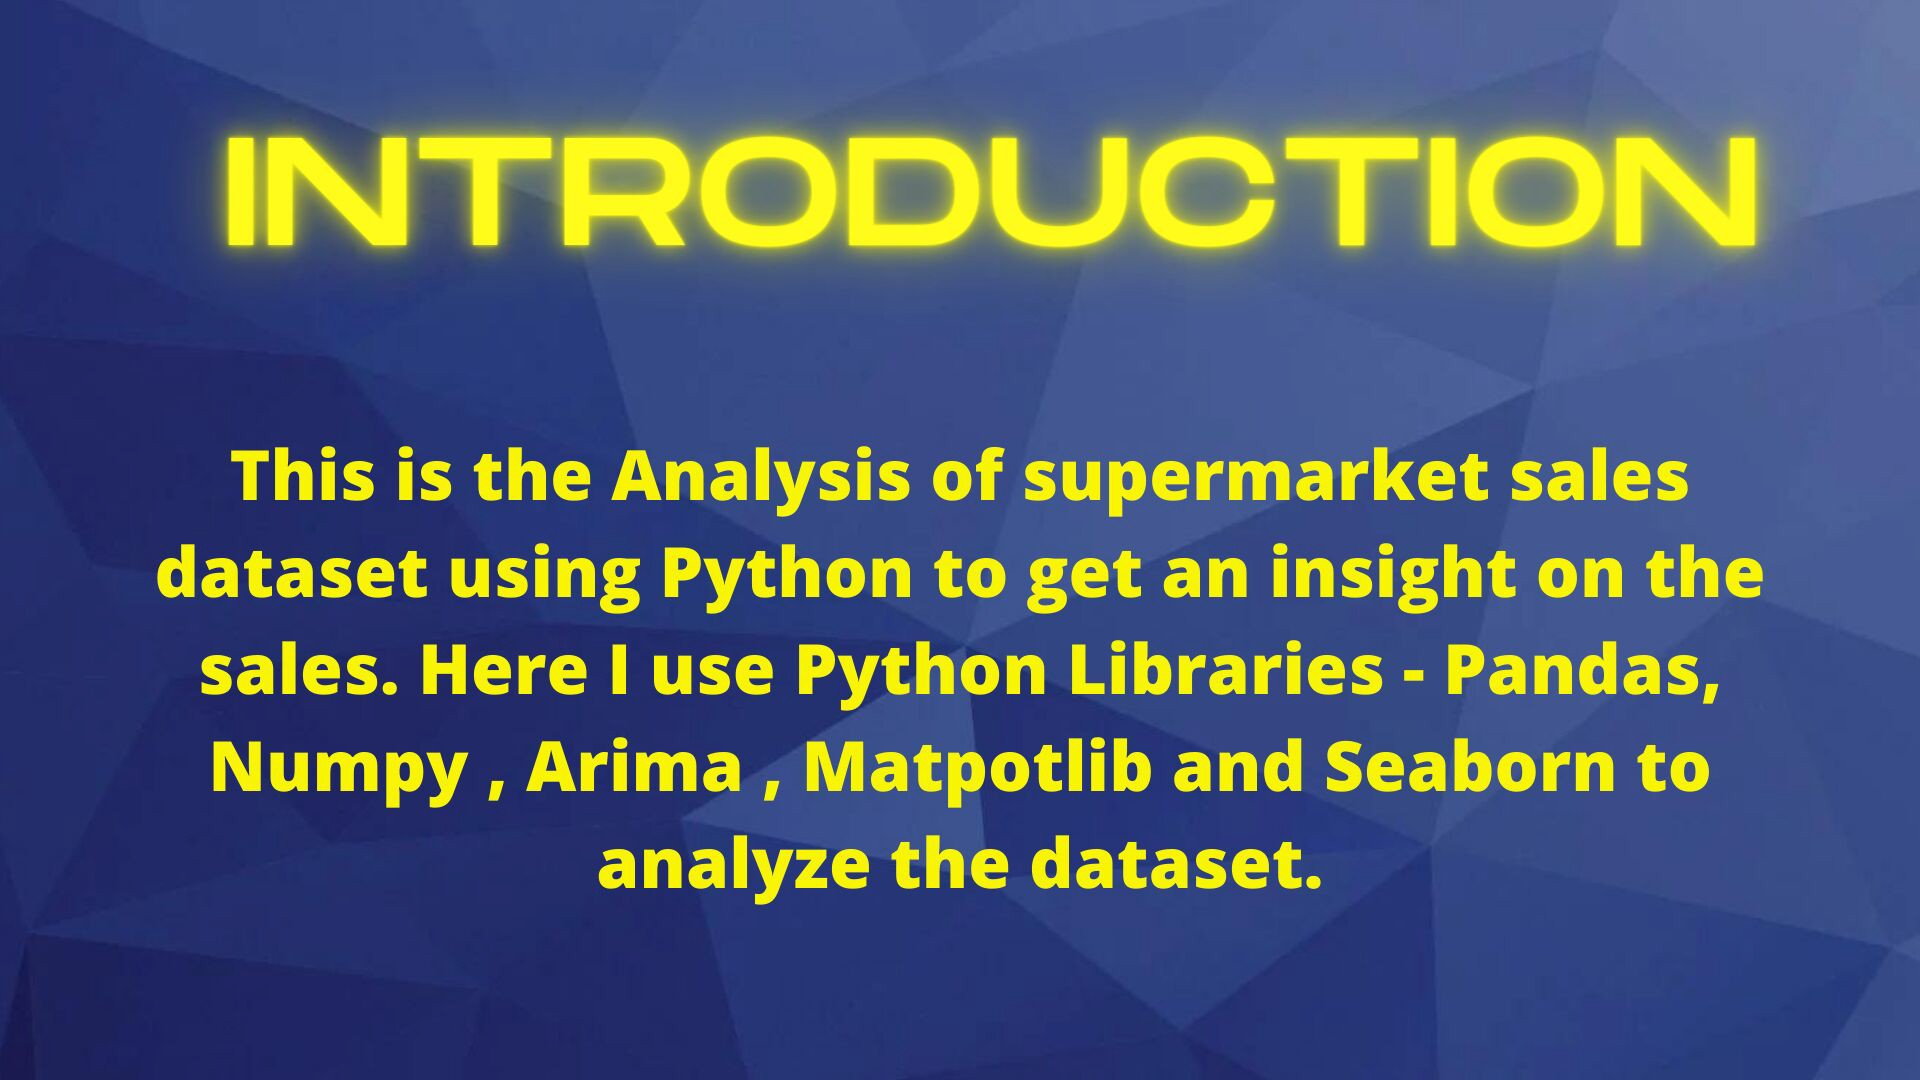 INTRODUCTION
This is the Analysis of supermarket sales
dataset using Python to get an insight on the
sales. Here I use Python Libraries - Pandas,
Numpy , Arima , Matpotlib and Seaborn to
analyze the dataset.